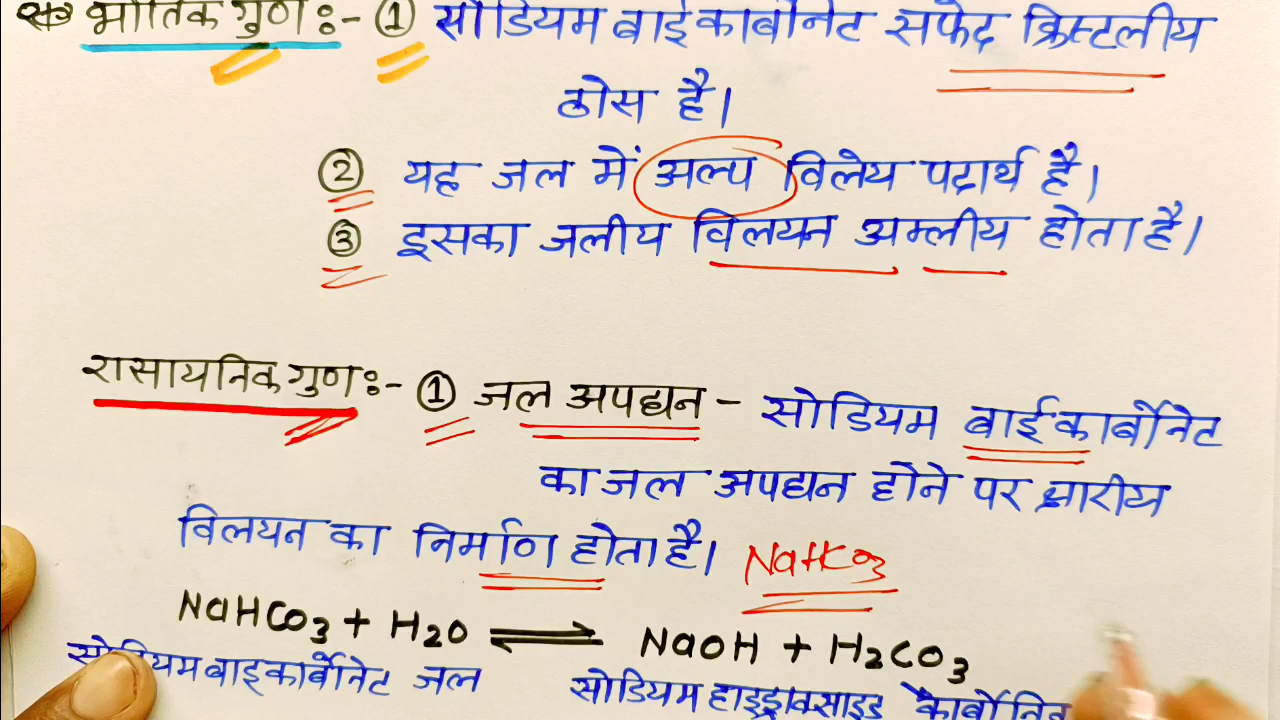 भौतिक गुण :- ① सोडियम बाईकार्बोनेट सफेद क्रिस्टलीय
ठोस है।
② यह जल में अल्प विलेय पदार्थ है।
③ इसका जलीय विलयन अम्लीय होता है।
रासायनिक गुण :- ① जल अपघटन - सोडियम बाईकार्बोनेट
का जल अपघटन होने पर क्षारीय
विलयन का निर्माण होता है। NaHCO3
NaHCO3 + H2O ⇌ NaOH + H2CO3
बाइकार्बोनेट जल सोडियम हाइड्राक्साइड